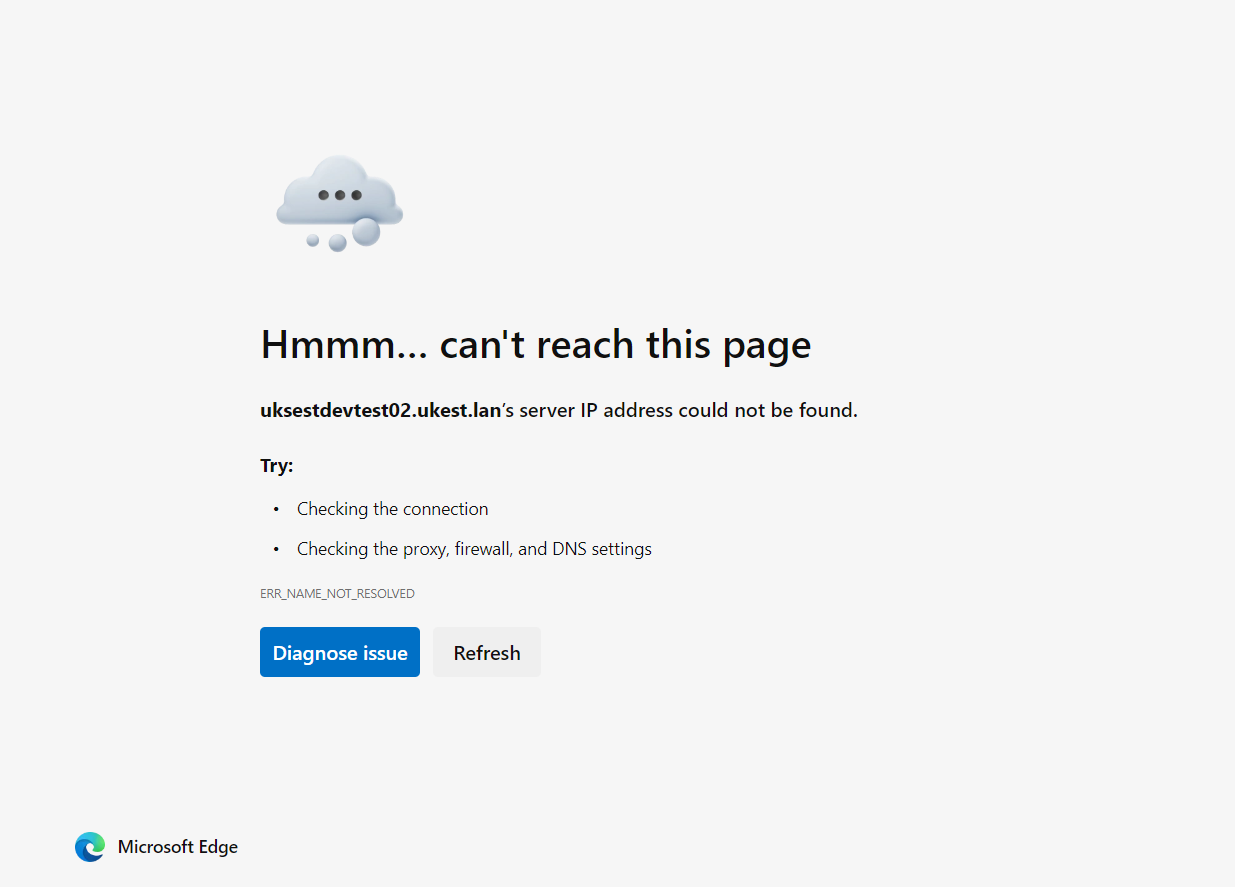 Hmmm... can't reach this page
uksestdevtest02.ukest.lan's server IP address could not be found.
Try:
• Checking the connection
• Checking the proxy, firewall, and DNS settings
ERR_NAME_NOT_RESOLVED
Diagnose issue Refresh
Microsoft Edge